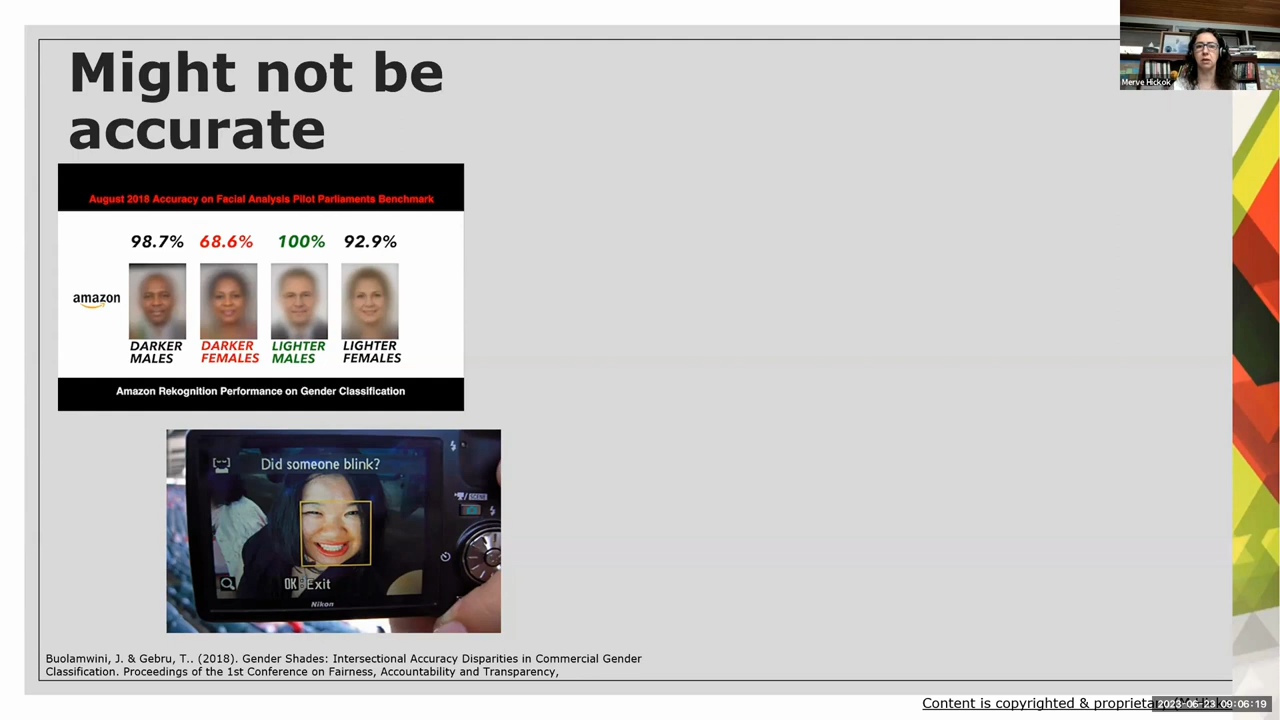 Might not be
accurate
Merve Hickok
August 2018 Accuracy on Facial Analysis Pilot Parliaments Benchmark
98.7% 68.6% 100% 92.9%
amazon
DARKER MALES
DARKER FEMALES
LIGHTER MALES
LIGHTER FEMALES
Amazon Rekognition Performance on Gender Classification
Did someone blink?
OK Exit
Nikon
Buolamwini, J. & Gebru, T.. (2018). Gender Shades: Intersectional Accuracy Disparities in Commercial Gender
Classification. Proceedings of the 1st Conference on Fairness, Accountability and Transparency,
Content is copyrighted &
2023-06-23 09:06:19